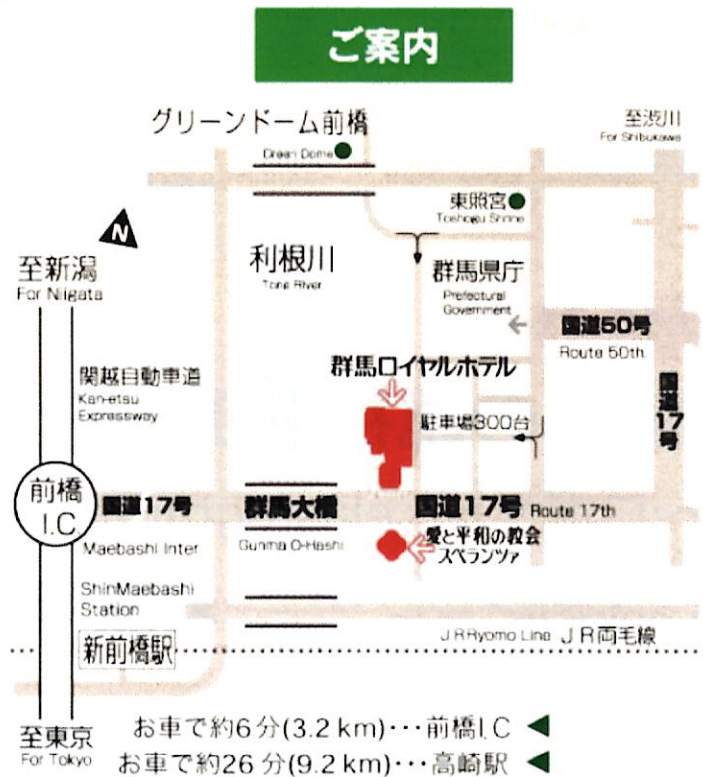 ご案内
グリーンドーム前橋
Green Dome
至渋川
For Shibukawa
東照宮
Toshogu Shrine
N
至新潟
For Niigata
利根川
Tone River
群馬県庁
Prefectural
Government
国道50号
Route 50th
関越自動車道
Kan-etsu
Expressway
群馬ロイヤルホテル
国道17号
駐車場300台
前橋
I.C
国道17号
群馬大橋
国道17号 Route 17th
Maebashi Inter
Gunma O-Hashi
愛と平和の教会
スペランツァ
ShinMaebashi
Station
新前橋駅
J.R Ryomo Line JR両毛線
至東京
For Tokyo
お車で約6分(3.2 km)・・・前橋I.C ◀
お車で約26分(9.2 km)・・・高崎駅 ◀